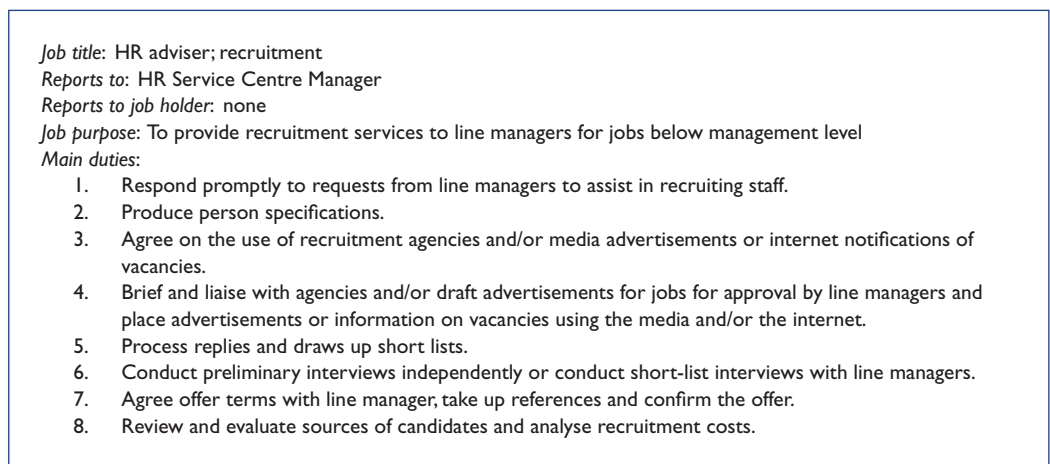 Job title: HR adviser; recruitment
Reports to: HR Service Centre Manager
Reports to job holder: none
Job purpose: To provide recruitment services to line managers for jobs below management level
Main duties:
1. Respond promptly to requests from line managers to assist in recruiting staff.
2. Produce person specifications.
3. Agree on the use of recruitment agencies and/or media advertisements or internet notifications of
vacancies.
4. Brief and liaise with agencies and/or draft advertisements for jobs for approval by line managers and
place advertisements or information on vacancies using the media and/or the internet.
5. Process replies and draws up short lists.
6. Conduct preliminary interviews independently or conduct short-list interviews with line managers.
7. Agree offer terms with line manager, take up references and confirm the offer.
8. Review and evaluate sources of candidates and analyse recruitment costs.